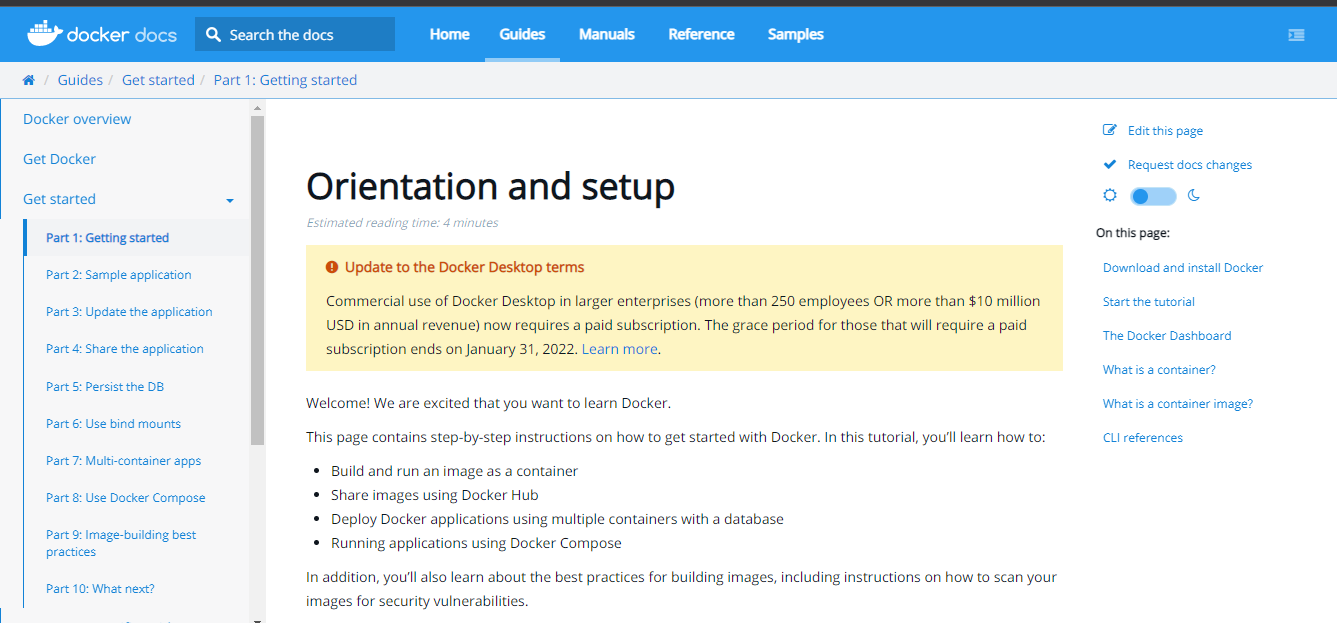 docker docs
Search the docs
Home
Guides
Manuals
Reference
Samples
/ Guides / Get started / Part 1: Getting started
Docker overview
Get Docker
Get started
Part 1: Getting started
Part 2: Sample application
Part 3: Update the application
Part 4: Share the application
Part 5: Persist the DB
Part 6: Use bind mounts
Part 7: Multi-container apps
Part 8: Use Docker Compose
Part 9: Image-building best
practices
Part 10: What next?
Orientation and setup
Estimated reading time: 4 minutes
Update to the Docker Desktop terms
Commercial use of Docker Desktop in larger enterprises (more than 250 employees OR more than $10 million
USD in annual revenue) now requires a paid subscription. The grace period for those that will require a paid
subscription ends on January 31, 2022. Learn more.
Welcome! We are excited that you want to learn Docker.
This page contains step-by-step instructions on how to get started with Docker. In this tutorial, you’ll learn how to:
• Build and run an image as a container
• Share images using Docker Hub
• Deploy Docker applications using multiple containers with a database
• Running applications using Docker Compose
In addition, you’ll also learn about the best practices for building images, including instructions on how to scan your
images for security vulnerabilities.
Edit this page
Request docs changes
On this page:
Download and install Docker
Start the tutorial
The Docker Dashboard
What is a container?
What is a container image?
CLI references